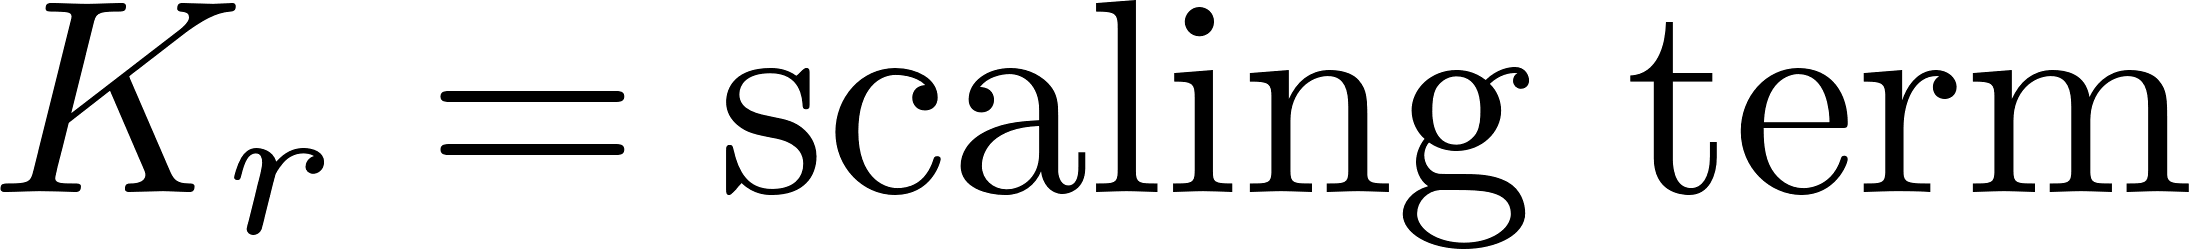 K_r = scaling term